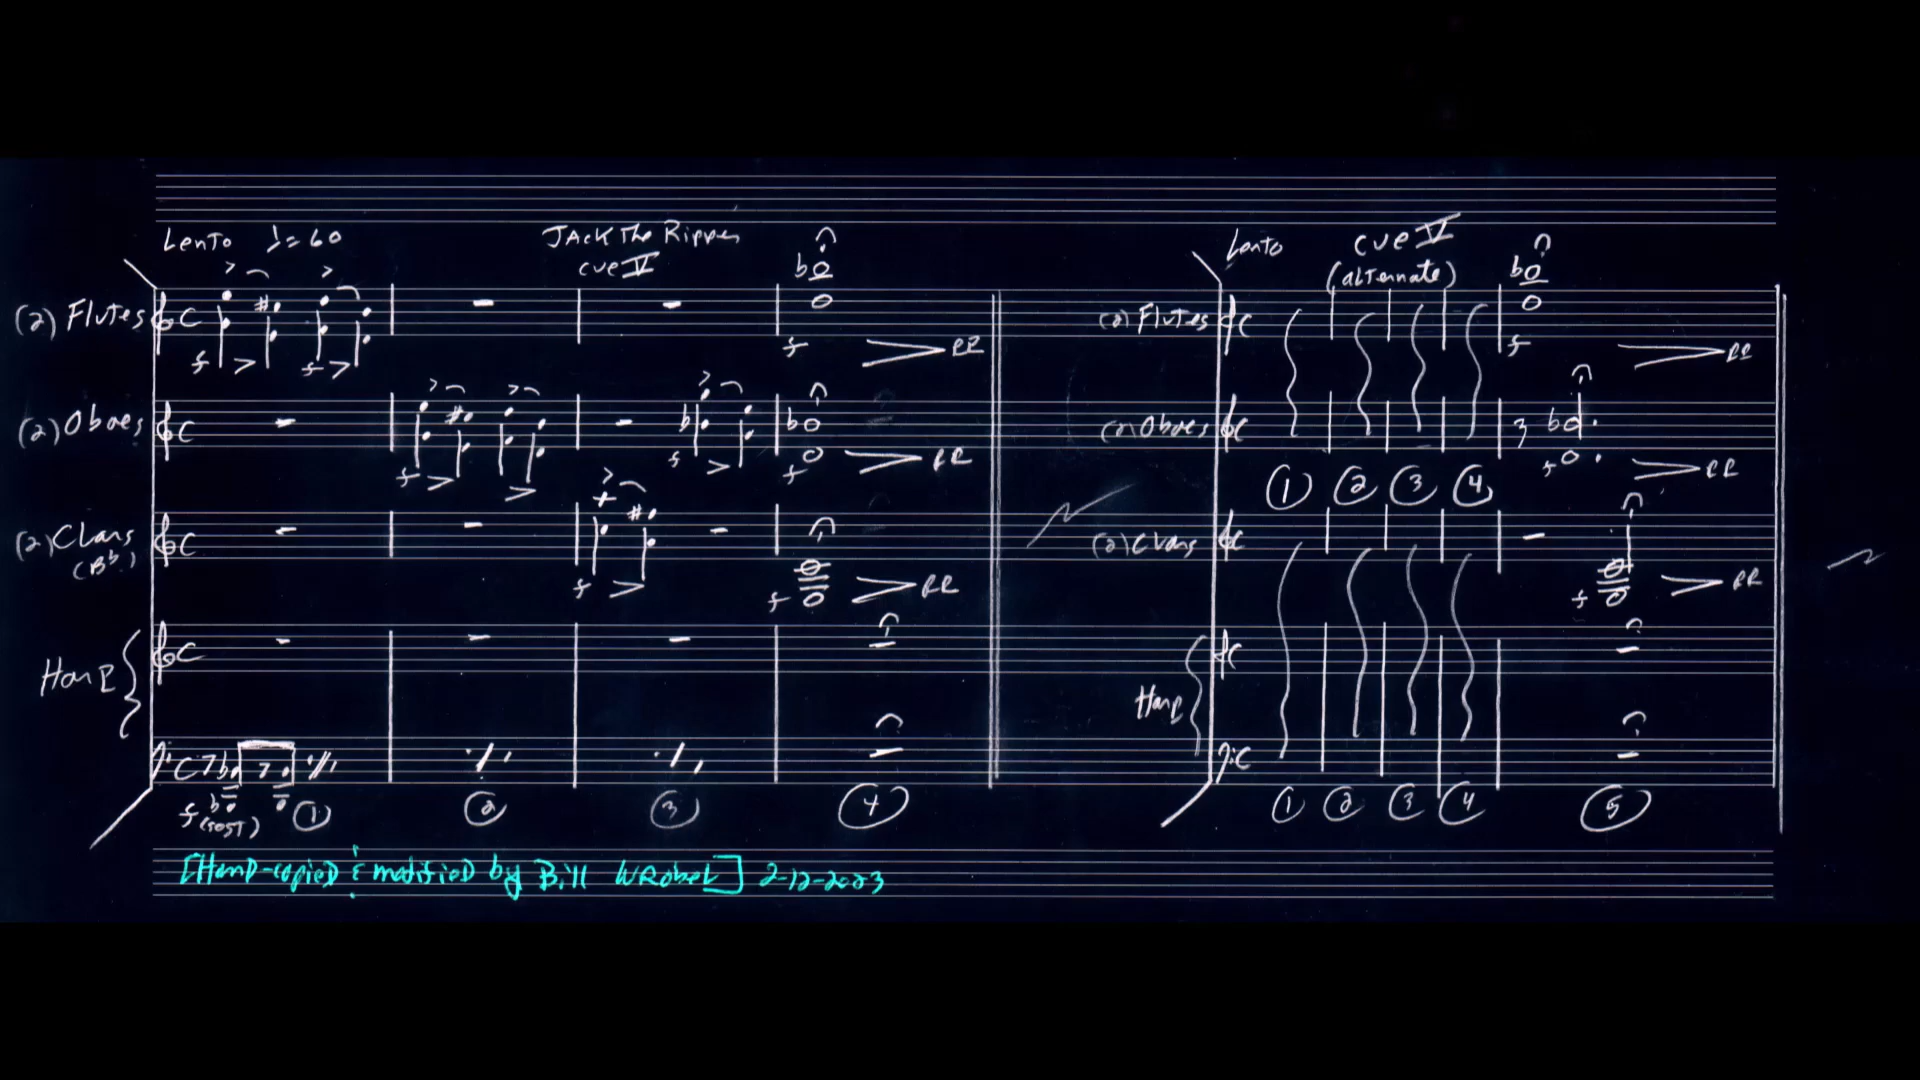 Lento ♩=60
Jack the Ripper
cue V
(2) Flutes C
f > f >
f pp
(2) Oboes C
f > >
f >
f pp
(2) Clars
(Bb)
C
f >
f pp
Harp
C
C
f (sost)
1 2 3 4
Lento
cue V
(alternate)
(2) Flutes C
f pp
(2) Oboes C
f pp
1 2 3 4
(2) Clars C
f pp
Harp
C
C
1 2 3 4 5
[Hand-copied & modified by Bill Wrobel] 2-12-2023